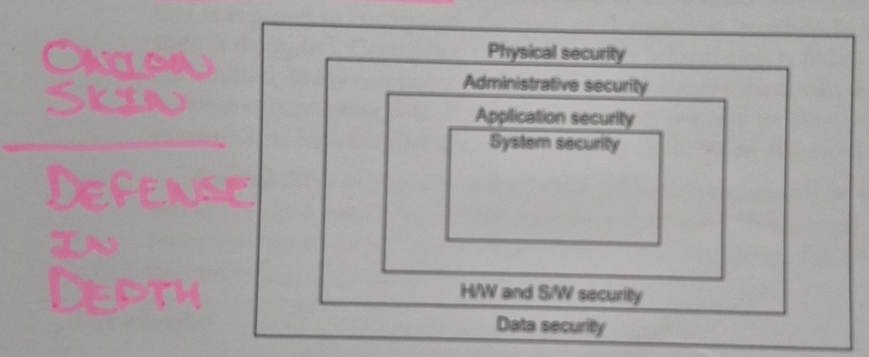 ONION
SKIN
DEFENSE
IN
DEPTH
Physical security
Administrative security
Application security
System security
H/W and S/W security
Data security